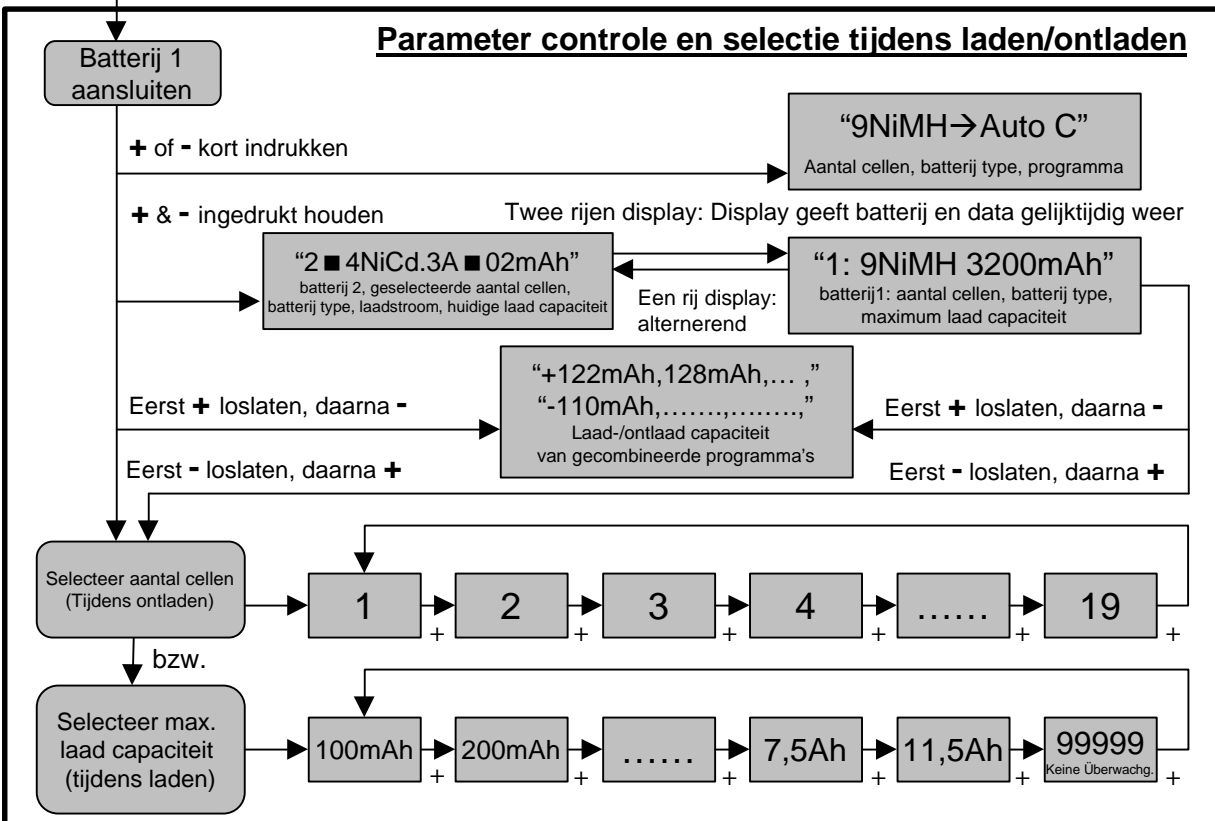 Parameter controle en selectie tijdens laden/ontladen
Batterij 1
aansluiten
+ of - kort indrukken
“9NiMH→Auto C”
Aantal cellen, batterij type, programma
+ & - ingedrukt houden
Twee rijen display: Display geeft batterij en data gelijktijdig weer
“2■4NiCd.3A■02mAh”
batterij 2, geselecteerde aantal cellen,
batterij type, laadstroom, huidige laad capaciteit
Een rij display:
alternerend
“1: 9NiMH 3200mAh”
batterij1: aantal cellen, batterij type,
maximum laad capaciteit
“+122mAh,128mAh,… ,”
“-110mAh,…….,…..…,”
Laad-/ontlaad capaciteit
van gecombineerde programma’s
Eerst + loslaten, daarna -
Eerst + loslaten, daarna -
Eerst - loslaten, daarna +
Eerst - loslaten, daarna +
Selecteer aantal cellen
(Tijdens ontladen)
1 + 2 + 3 + 4 + …… + 19 +
bzw.
Selecteer max.
laad capaciteit
(tijdens laden)
100mAh + 200mAh + …… + 7,5Ah + 11,5Ah + 99999 +
Keine Überwachg.